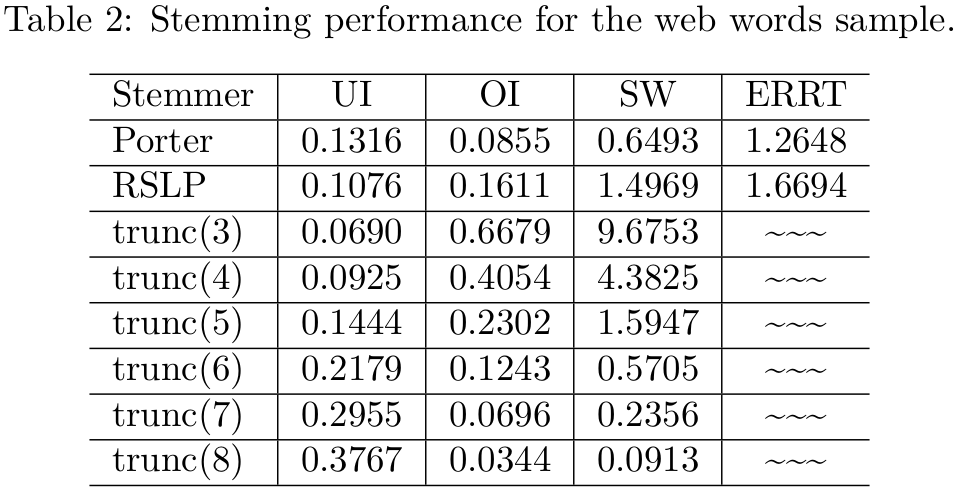 Table 2: Stemming performance for the web words sample.
Stemmer UI OI SW ERRT
Porter 0.1316 0.0855 0.6493 1.2648
RSLP 0.1076 0.1611 1.4969 1.6694
trunc(3) 0.0690 0.6679 9.6753 ~~~
trunc(4) 0.0925 0.4054 4.3825 ~~~
trunc(5) 0.1444 0.2302 1.5947 ~~~
trunc(6) 0.2179 0.1243 0.5705 ~~~
trunc(7) 0.2955 0.0696 0.2356 ~~~
trunc(8) 0.3767 0.0344 0.0913 ~~~